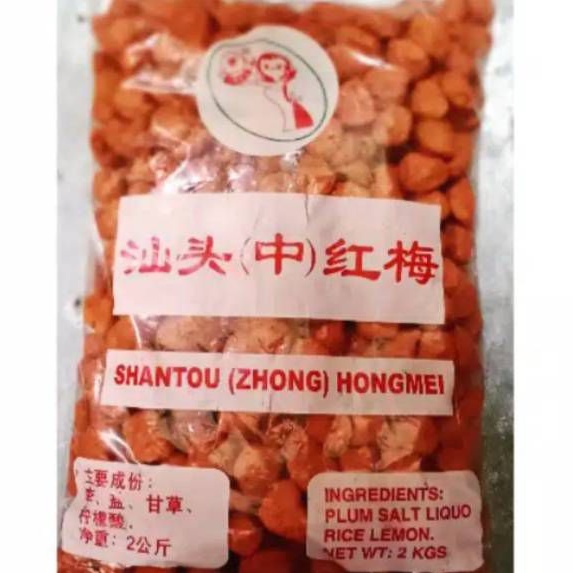 汕头(中)红梅
SHANTOU (ZHONG) HONGMEI
主要成份:
盐、甘草、
柠檬酸.
净重: 2公斤
INGREDIENTS:
PLUM SALT LIQUO
RICE LEMON.
NET WT: 2 KGS